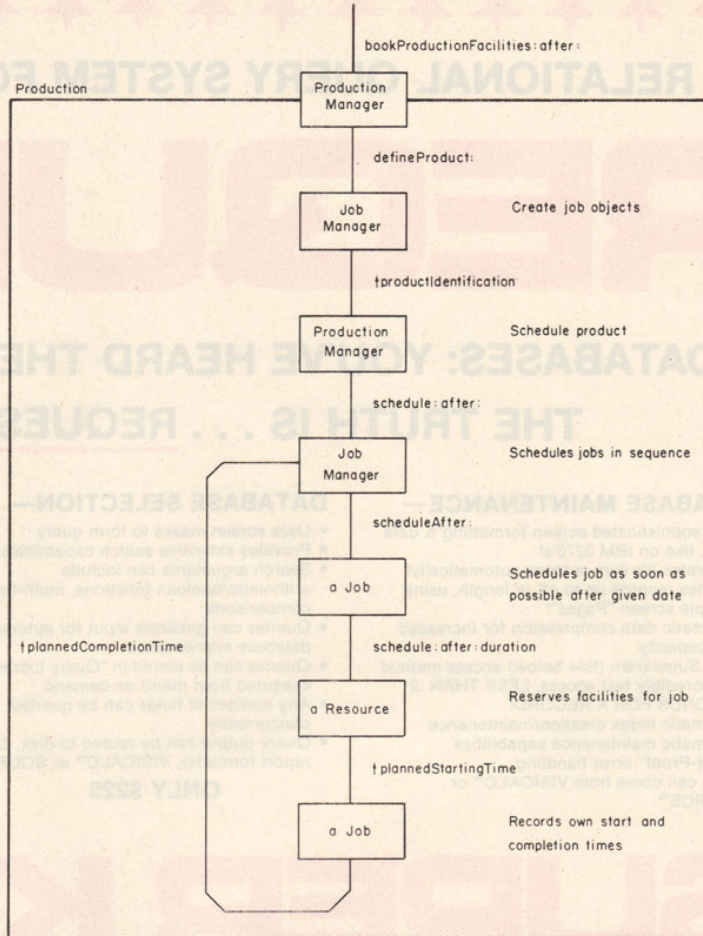 bookProductionFacilities:after:
Production
Production
Manager
defineProduct:
Job
Manager
Create job objects
↑productIdentification
Production
Manager
Schedule product
schedule:after:
Job
Manager
Schedules jobs in sequence
scheduleAfter:
a Job
Schedules job as soon as
possible after given date
↑plannedCompletionTime
schedule:after:duration
a Resource
Reserves facilities for job
↑plannedStartingTime
a Job
Records own start and
completion times